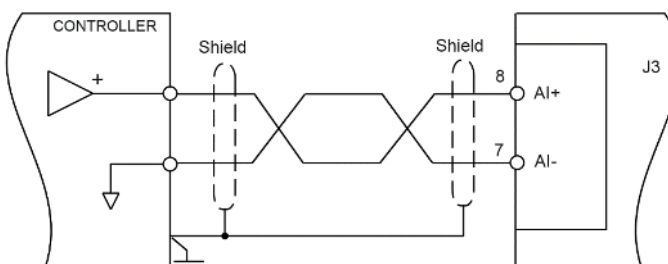 CONTROLLER
Shield
Shield
J3
+
8
AI+
7
AI-